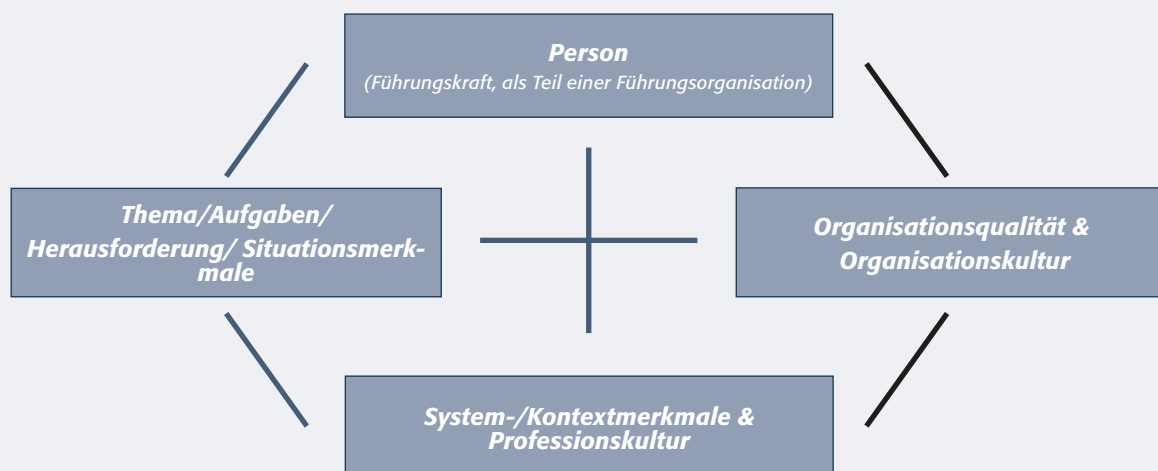 Person
(Führungskraft, als Teil einer Führungsorganisation)
Thema/Aufgaben/
Herausforderung/ Situationsmerk-
male
Organisationsqualität &
Organisationskultur
System-/Kontextmerkmale &
Professionskultur